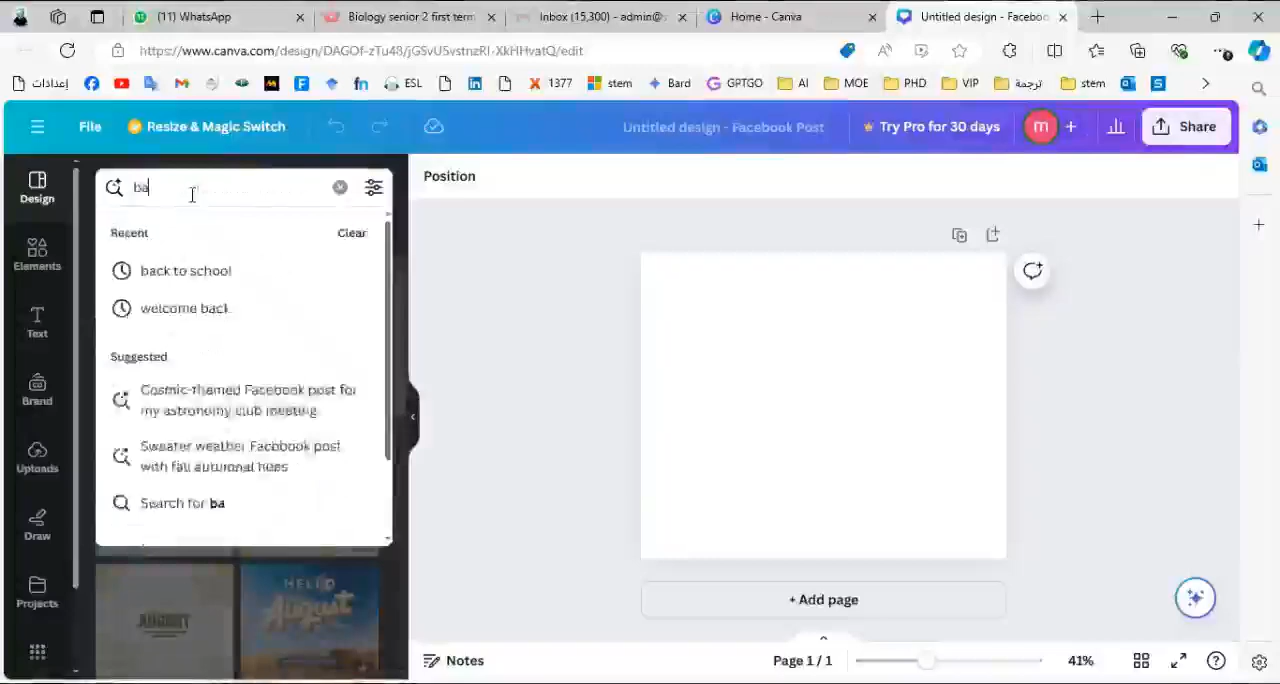 (11) WhatsApp
Biology senior 2 first term
Inbox (15,300) - admin@s
Home - Canva
Untitled design - Faceboo
https://www.canva.com/design/DAGOf-zTu48/jGSvU5vstnzRI-XkHHvatQ/edit
إعدادات
ESL
1377
stem
Bard
GPTGO
AI
MOE
PHD
VIP
ترجمة
stem
File
Resize & Magic Switch
Untitled design - Facebook Post
Try Pro for 30 days
m
Share
Design
Elements
Text
Brand
Uploads
Draw
Projects
ba
Recent
Clear
back to school
welcome back
Suggested
Cosmic-themed Facebook post for
my astronomy club meeting
Sweater weather Facebook post
with fall autumnal hues
Search for ba
AUGUST
HELLO
August
Position
+ Add page
Notes
Page 1 / 1
41%